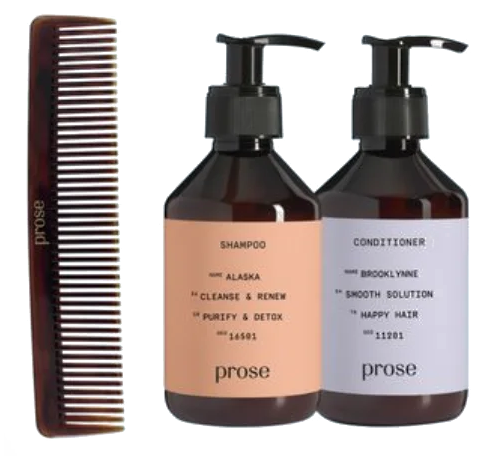 prose
SHAMPOO
NAME ALASKA
CLEANSE & RENEW
PURIFY & DETOX
16501
prose
CONDITIONER
NAME BROOKLYNNE
SMOOTH SOLUTION
HAPPY HAIR
11201
prose